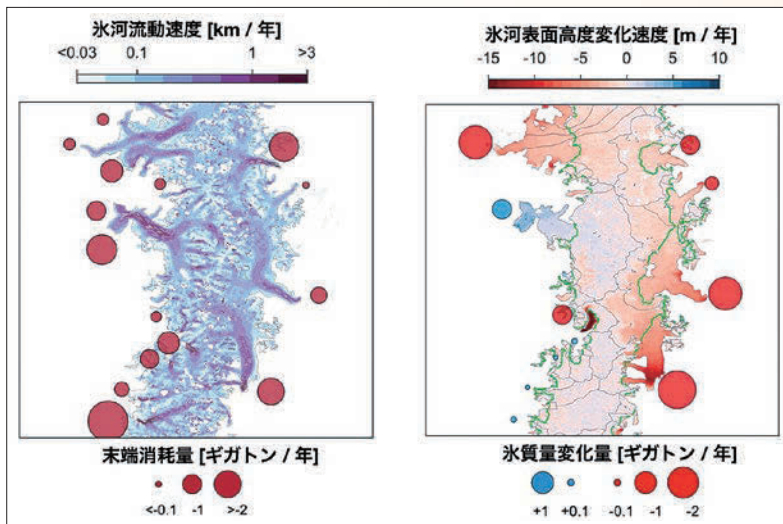 氷河流動速度 [km / 年]
<0.03 0.1 1 >3
末端消耗量 [ギガトン / 年]
<-0.1 -1 >-2
氷河表面高度変化速度 [m / 年]
-15 -10 -5 0 5 10
氷質量変化量 [ギガトン / 年]
+1 +0.1 -0.1 -1 -2